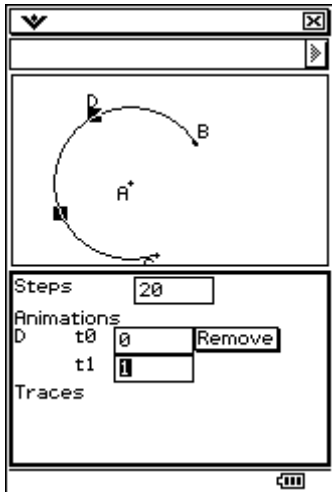 D
B
A
Steps 20
Animations
D t0 0 Remove
t1 1
Traces